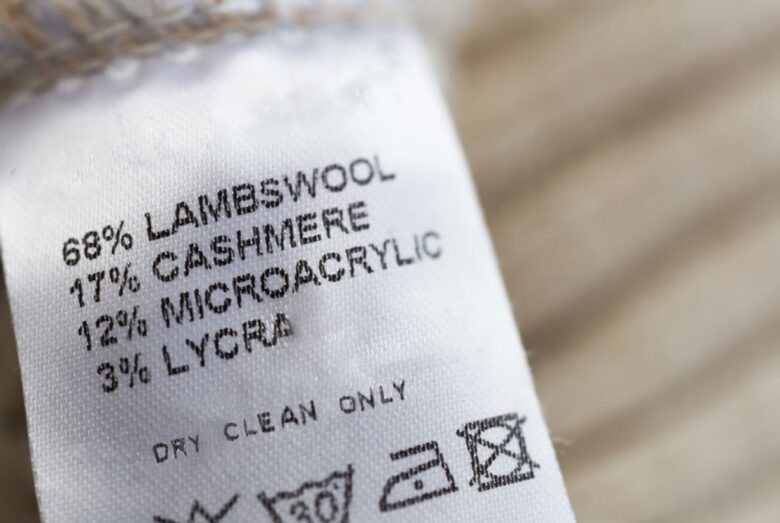 68% LAMBSWOOL
17% CASHMERE
12% MICROACRYLIC
3% LYCRA
DRY CLEAN ONLY
30